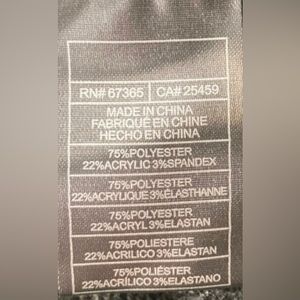 RN# 67365 CA# 25459
MADE IN CHINA
FABRIQUÉ EN CHINE
HECHO EN CHINA
75%POLYESTER
22%ACRYLIC 3%SPANDEX
75%POLYESTER
22%ACRYLIQUE 3%ÉLASTHANNE
75%POLYESTER
22%ACRYL 3%ELASTAN
75%POLIESTERE
22%ACRILICO 3%ELASTAN
75%POLIÉSTER
22%ACRÍLICO 3%ELASTANO